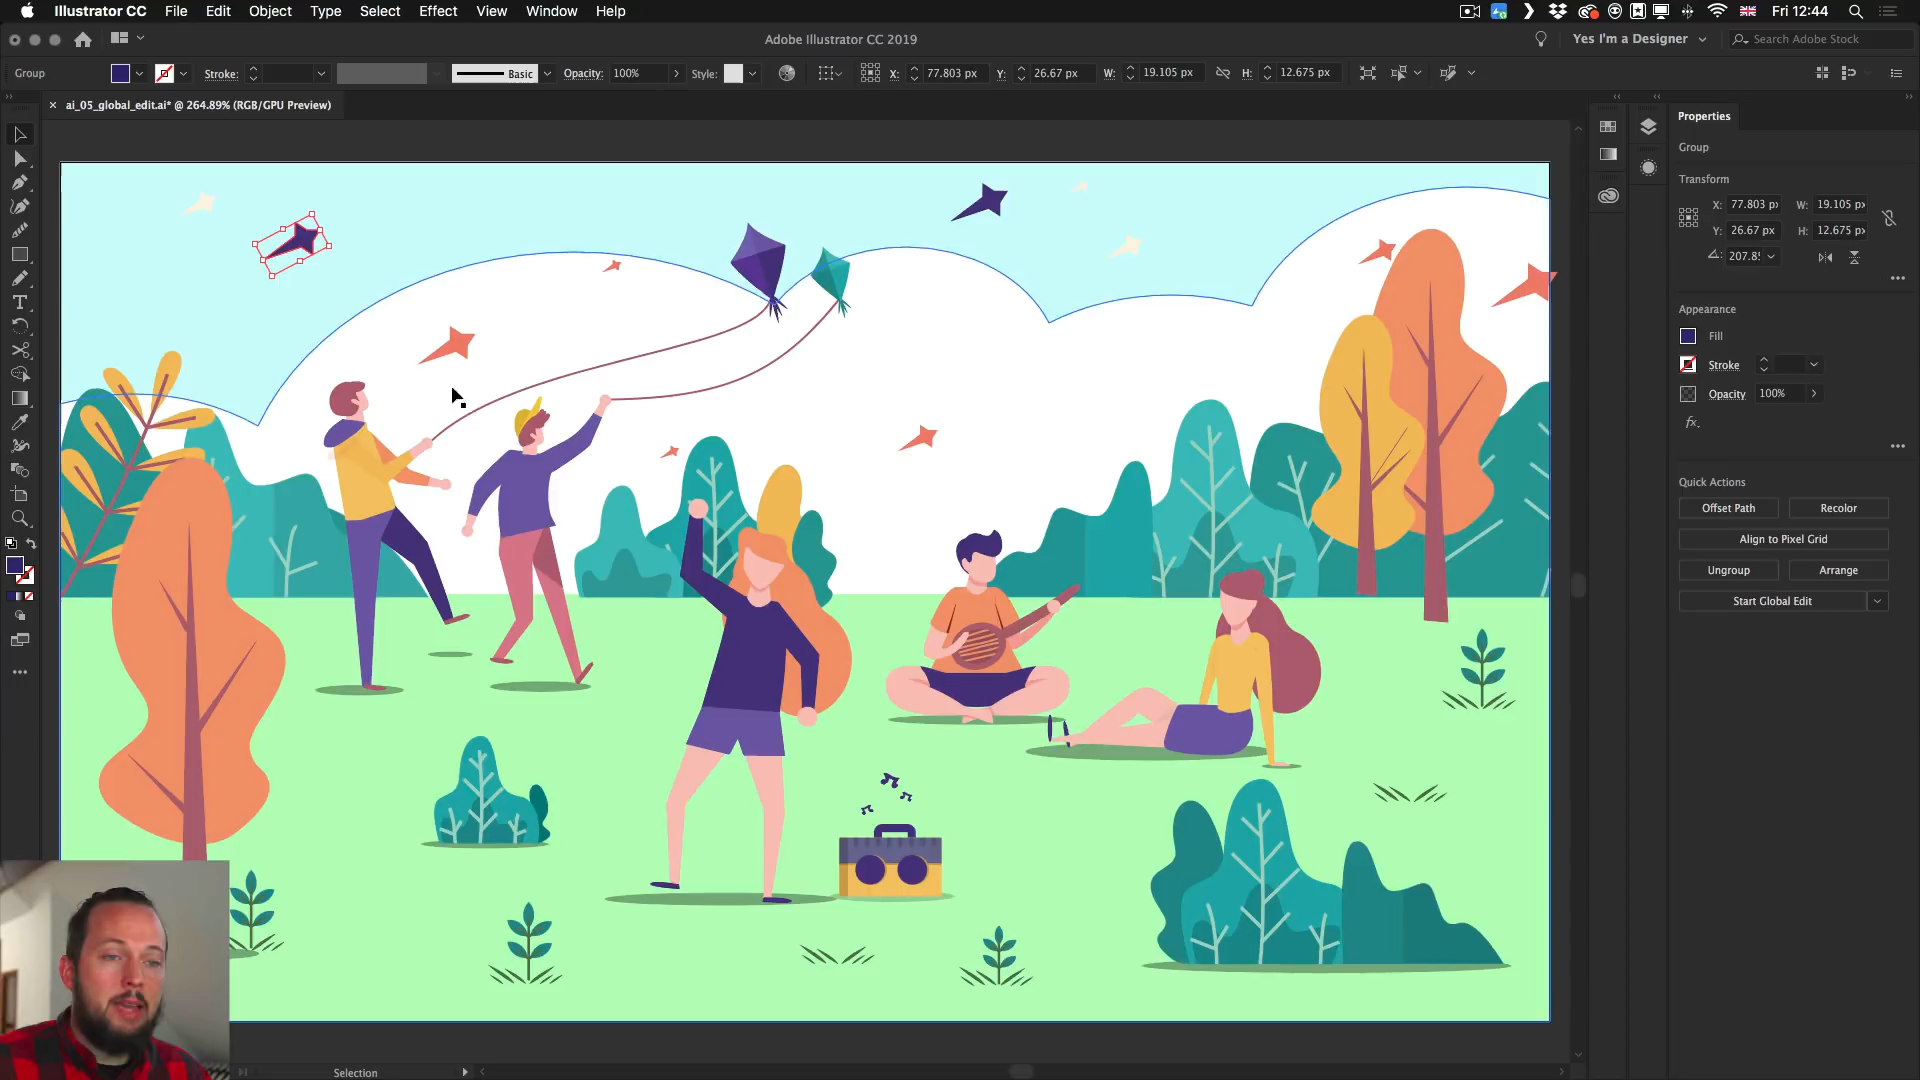 Illustrator CC File Edit Object Type Select Effect View Window Help Fri 12:44
Adobe Illustrator CC 2019 Yes I'm a Designer Search Adobe Stock
Group Stroke: Basic Opacity: 100% Style: X: 77.803 px Y: 26.67 px W: 19.105 px H: 12.675 px
× ai_05_global_edit.ai* @ 264.89% (RGB/GPU Preview)
Properties
Group
Transform
X: 77.803 px W: 19.105 px
Y: 26.67 px H: 12.675 px
207.8
Appearance
Fill
Stroke
Opacity 100%
fx.
Quick Actions
Offset Path Recolor
Align to Pixel Grid
Ungroup Arrange
Start Global Edit
Selection